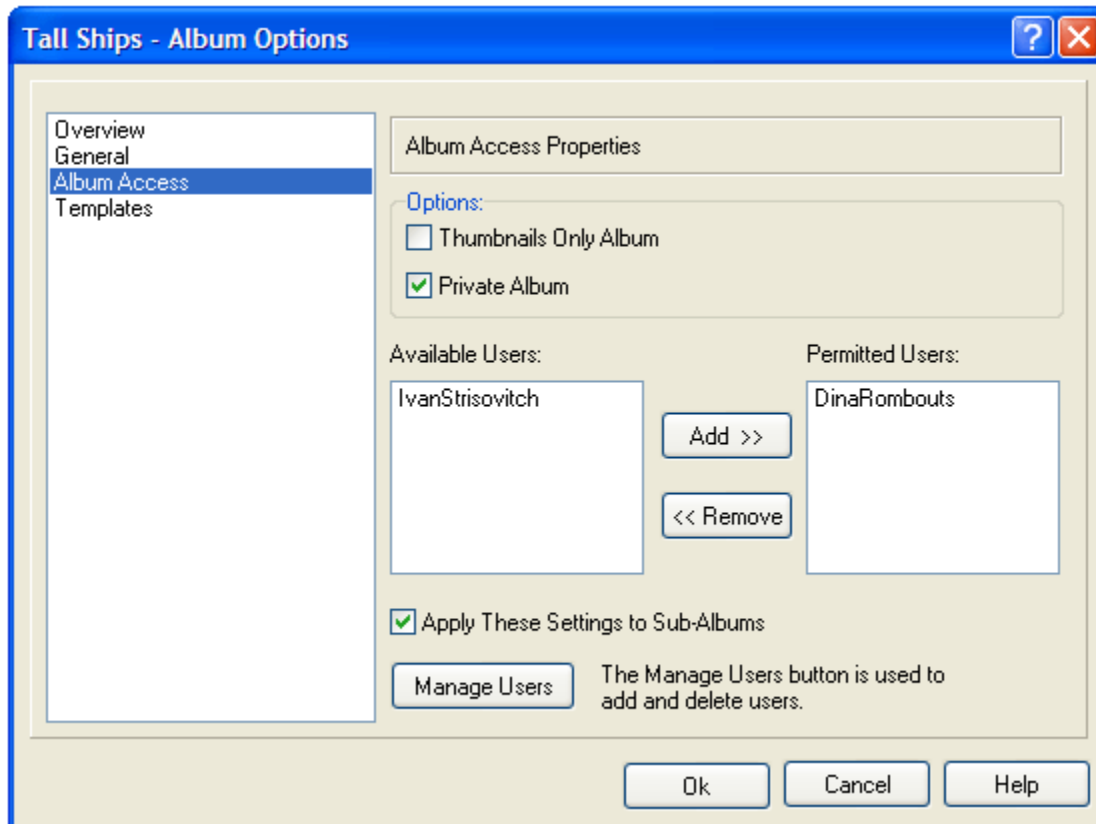 Tall Ships - Album Options
Overview
General
Album Access
Templates
Album Access Properties
Options:
Thumbnails Only Album
Private Album
Available Users:
IvanStrisovitch
Add >>
<< Remove
Permitted Users:
DinaRombouts
Apply These Settings to Sub-Albums
Manage Users
The Manage Users button is used to
add and delete users.
Ok
Cancel
Help